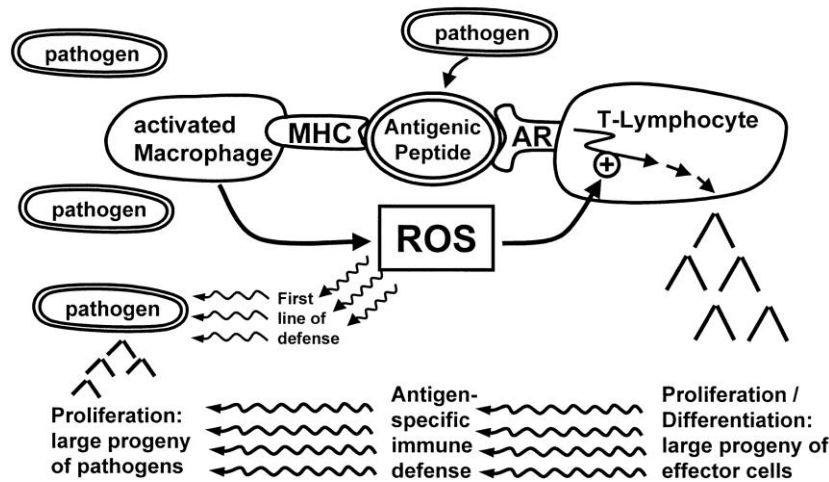 pathogen
pathogen
activated
Macrophage
MHC
Antigenic
Peptide
AR
T-Lymphocyte
+
pathogen
ROS
pathogen
First
line of
defense
Proliferation:
large progeny
of pathogens
Antigen-
specific
immune
defense
Proliferation /
Differentiation:
large progeny of
effector cells